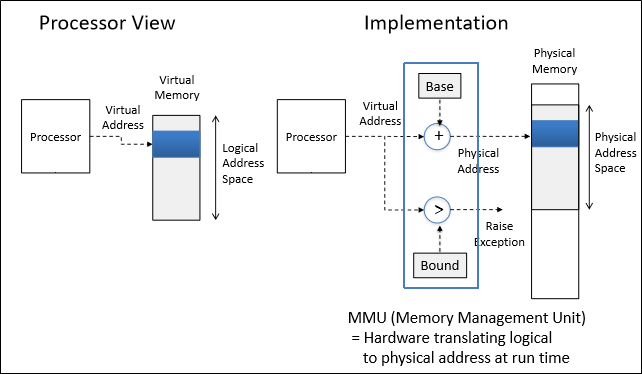 Processor View
Implementation
Virtual
Memory
Virtual
Address
Processor
Logical
Address
Space
Physical
Memory
Base
Virtual
Address
Processor
+
Physical
Address
Physical
Address
Space
>
Raise
Exception
Bound
MMU (Memory Management Unit)
= Hardware translating logical
to physical address at run time